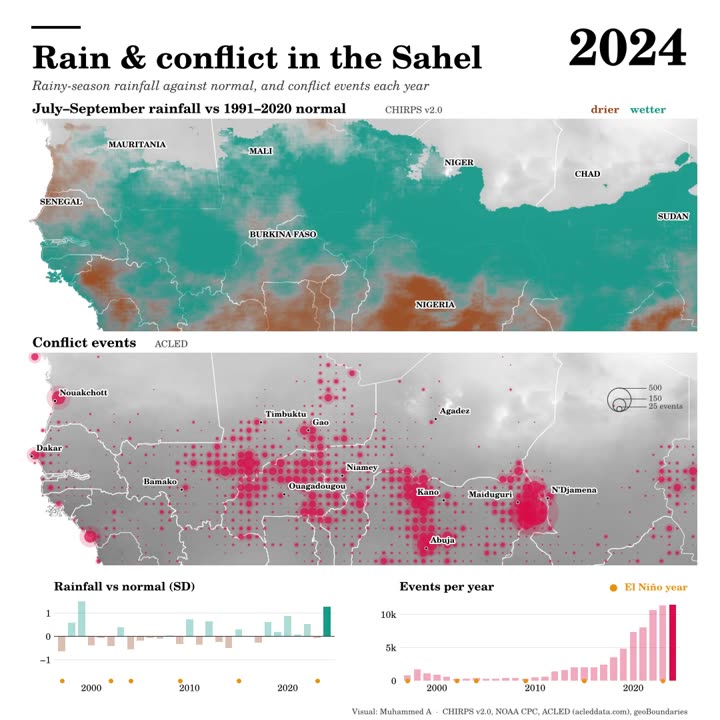 Rain & conflict in the Sahel
2024
Rainy-season rainfall against normal, and conflict events each year
July–September rainfall vs 1991–2020 normal
CHIRPS v2.0
drier wetter
MAURITANIA
MALI
NIGER
CHAD
SENEGAL
SUDAN
BURKINA FASO
NIGERIA
Conflict events
ACLED
Nouakchott
Timbuktu
Gao
Agadez
500
150
25 events
Dakar
Bamako
Niamey
Ouagadougou
Kano
Maiduguri
N'Djamena
Abuja
Rainfall vs normal (SD)
1
0
−1
2000
2010
2020
Events per year
El Niño year
10k
5k
0
2000
2010
2020
Visual: Muhammed A · CHIRPS v2.0, NOAA CPC, ACLED (acleddata.com), geoBoundaries